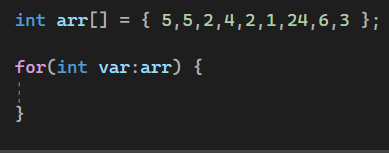 int arr[] = { 5,5,2,4,2,1,24,6,3 };
for(int var:arr) {
}